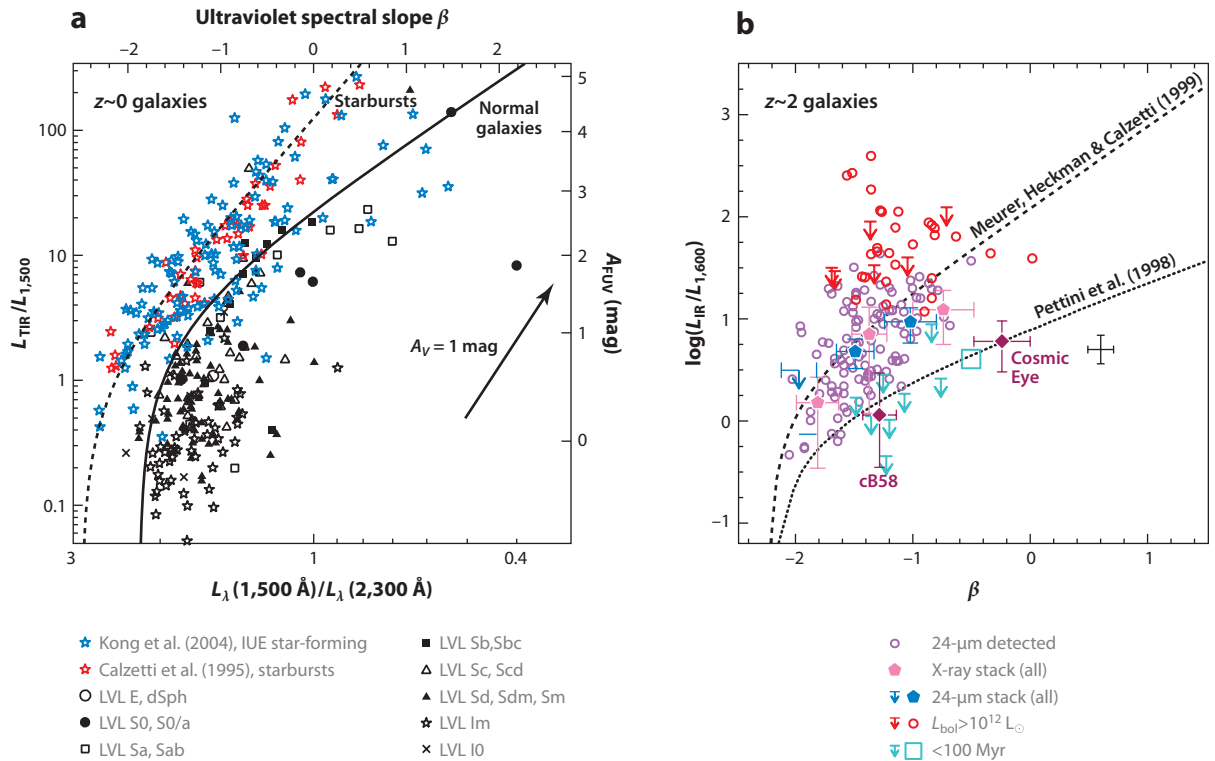 a
Ultraviolet spectral slope β
−2 −1 0 1 2
z~0 galaxies
Starbursts
Normal
galaxies
A_V = 1 mag
L_TIR/L_1,500
100
10
1
0.1
A_FUV (mag)
5
4
3
2
1
0
3 1 0.4
L_λ (1,500 Å)/L_λ (2,300 Å)
Kong et al. (2004), IUE star-forming
Calzetti et al. (1995), starbursts
LVL E, dSph
LVL S0, S0/a
LVL Sa, Sab
LVL Sb,Sbc
LVL Sc, Scd
LVL Sd, Sdm, Sm
LVL Im
LVL I0
b
z~2 galaxies
Meurer, Heckman & Calzetti (1999)
Pettini et al. (1998)
Cosmic
Eye
cB58
log(L_IR/L_1,600)
3
2
1
0
−1
−2 −1 0 1
β
24-μm detected
X-ray stack (all)
24-μm stack (all)
L_bol>10^12 L_☉
<100 Myr